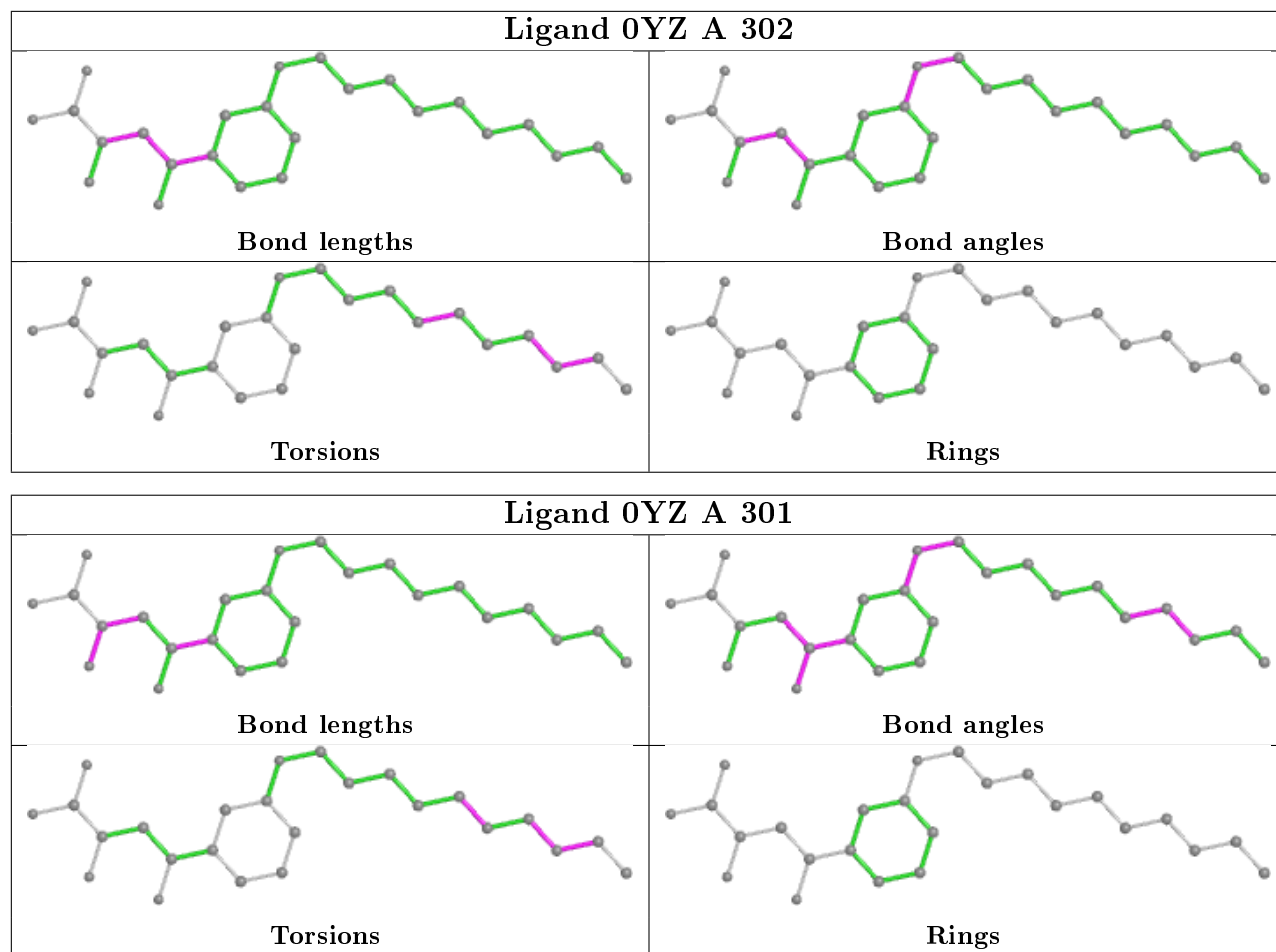 Ligand 0YZ A 302
Bond lengths
Bond angles
Torsions
Rings
Ligand 0YZ A 301
Bond lengths
Bond angles
Torsions
Rings